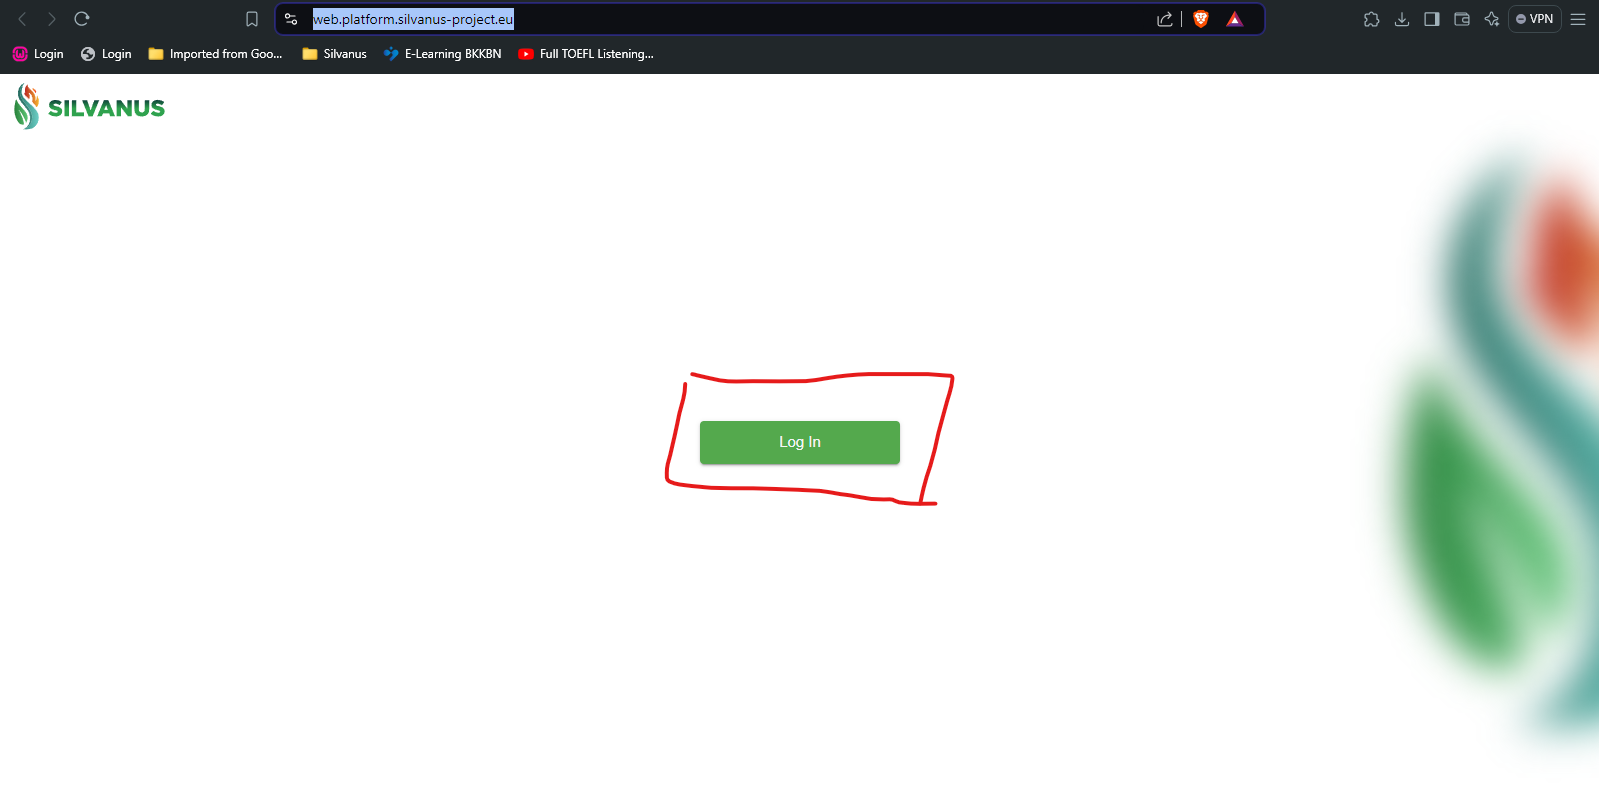 web.platform.silvanus-project.eu
VPN
Login
Login
Imported from Goo...
Silvanus
E-Learning BKKBN
Full TOEFL Listening...
SILVANUS
Log In